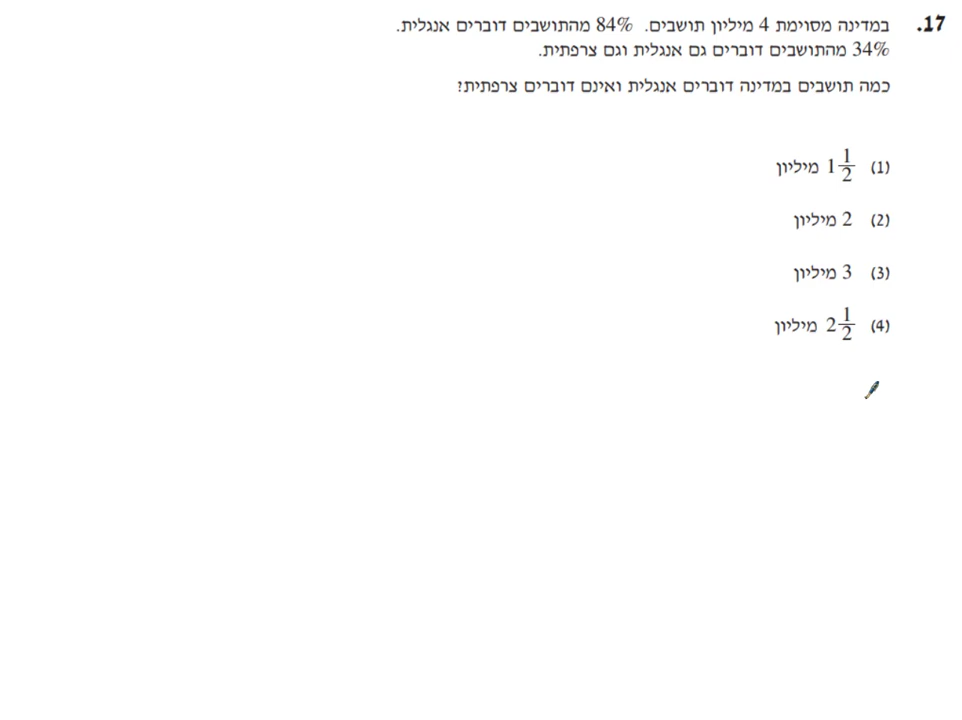 17. במדינה מסוימת 4 מיליון תושבים. 84% מהתושבים דוברים אנגלית.
34% מהתושבים דוברים גם אנגלית וגם צרפתית.
כמה תושבים במדינה דוברים אנגלית ואינם דוברים צרפתית?
(1) 1 1/2 מיליון
(2) 2 מיליון
(3) 3 מיליון
(4) 2 1/2 מיליון